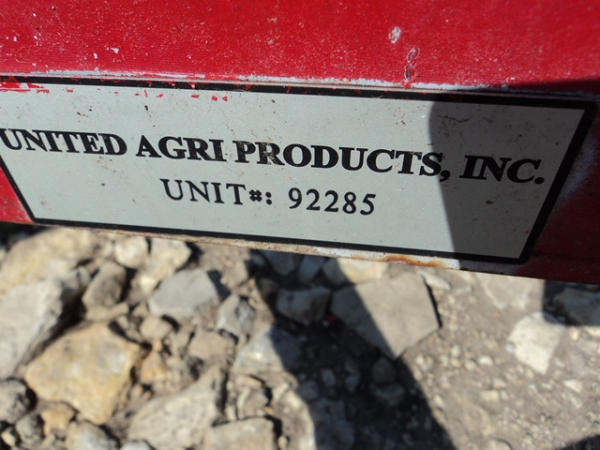 UNITED AGRI PRODUCTS, INC.
UNIT#: 92285